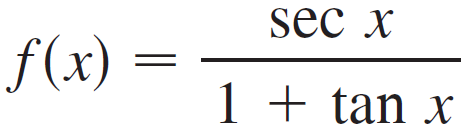 f(x) = sec x / (1 + tan x)